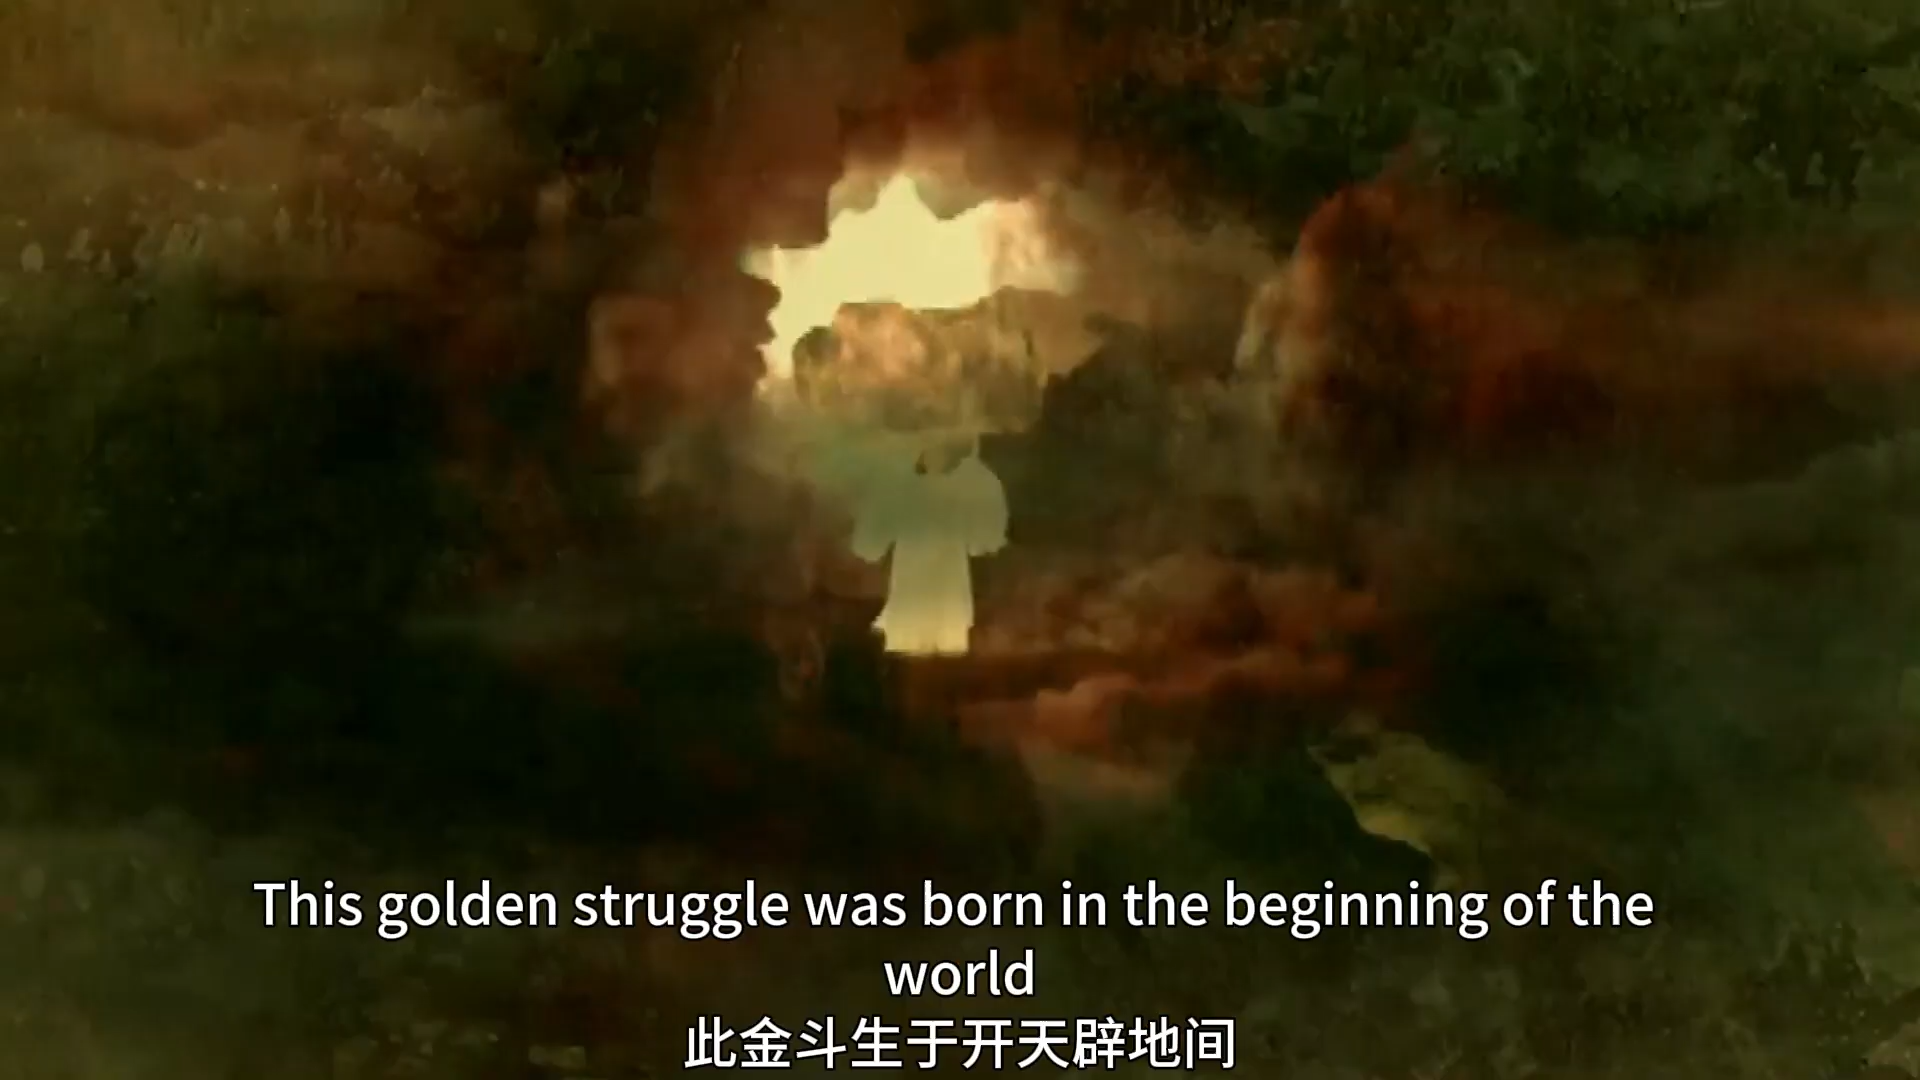 This golden struggle was born in the beginning of the
world
此金斗生于开天辟地间